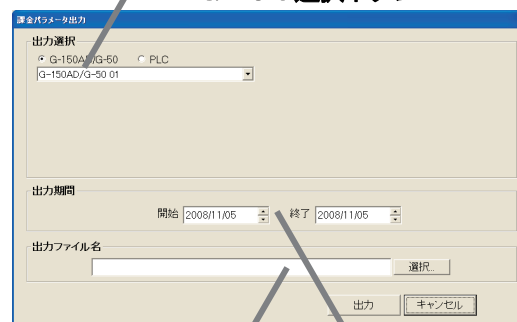 課金パラメータ出力
出力選択
G-150AD/G-50 PLC
G-150AD/G-50 01
出力期間
開始 2008/11/05 終了 2008/11/05
出力ファイル名
選択...
出力 キャンセル